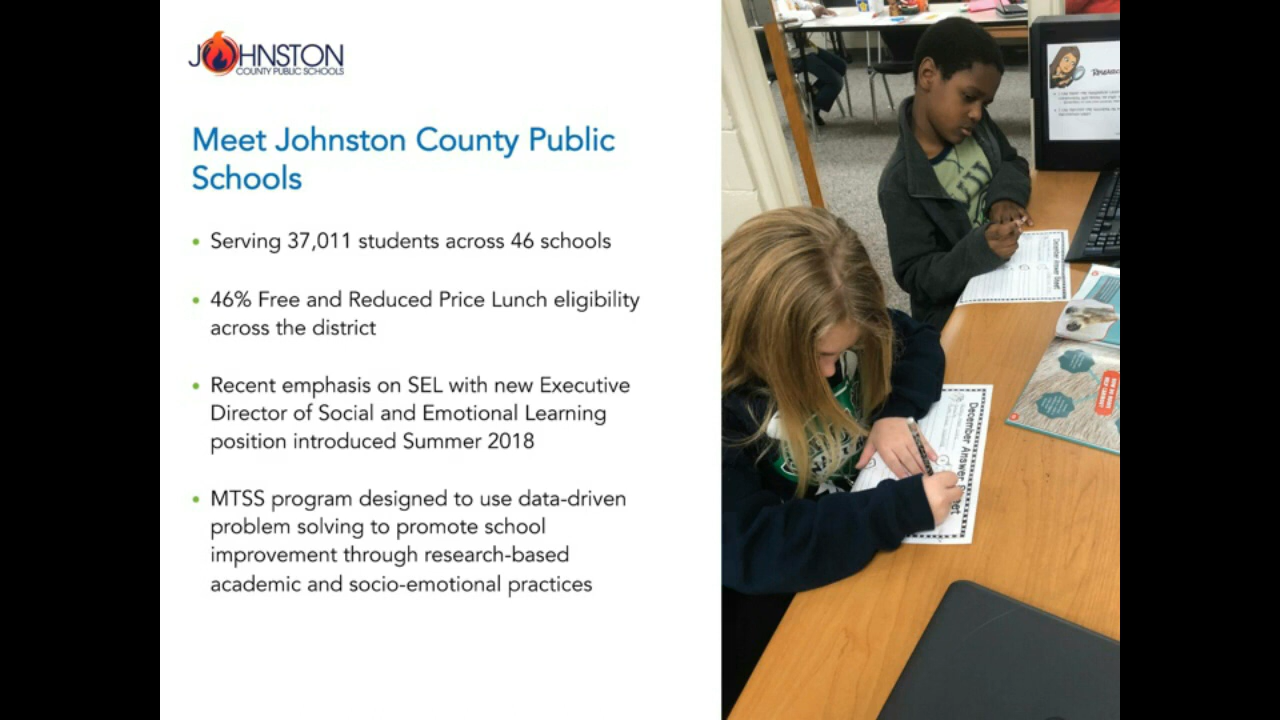 JOHNSTON
COUNTY PUBLIC SCHOOLS
Meet Johnston County Public
Schools
• Serving 37,011 students across 46 schools
• 46% Free and Reduced Price Lunch eligibility
across the district
• Recent emphasis on SEL with new Executive
Director of Social and Emotional Learning
position introduced Summer 2018
• MTSS program designed to use data-driven
problem solving to promote school
improvement through research-based
academic and socio-emotional practices
December Answer Sheet
December Answer